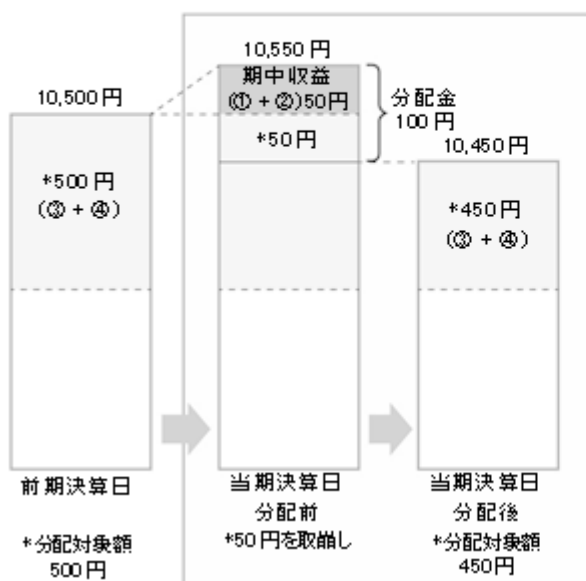 10,550円
期中収益
(①+②)50円
分配金
100円
10,500円
*50円
10,450円
*500円
(③+④)
*450円
(③+④)
前期決算日
当期決算日
分配前
当期決算日
分配後
*分配対象額
500円
*50円を取崩し
*分配対象額
450円